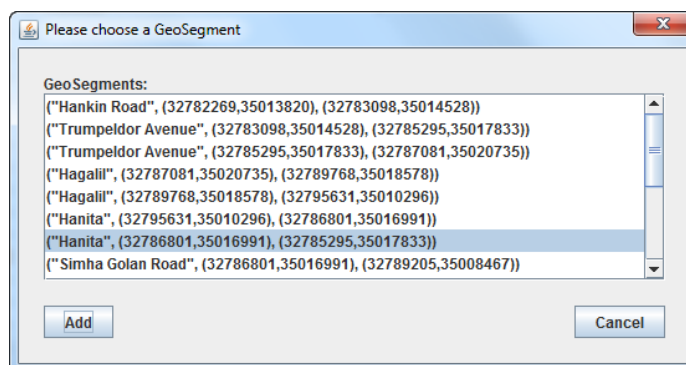 Please choose a GeoSegment
GeoSegments:
("Hankin Road", (32782269,35013820), (32783098,35014528))
("Trumpeldor Avenue", (32783098,35014528), (32785295,35017833))
("Trumpeldor Avenue", (32785295,35017833), (32787081,35020735))
("Hagalil", (32787081,35020735), (32789768,35018578))
("Hagalil", (32789768,35018578), (32795631,35010296))
("Hanita", (32795631,35010296), (32786801,35016991))
("Hanita", (32786801,35016991), (32785295,35017833))
("Simha Golan Road", (32786801,35016991), (32789205,35008467))
Add Cancel